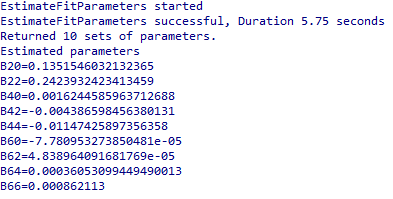 EstimateFitParameters started
EstimateFitParameters successful, Duration 5.75 seconds
Returned 10 sets of parameters.
Estimated parameters
B20=0.1351546032132365
B22=0.2423932423413459
B40=0.0016244585963712688
B42=-0.004386598456380131
B44=-0.01147425897356358
B60=-7.780953273850481e-05
B62=4.838964091681769e-05
B64=0.00036053099449490013
B66=0.000862113